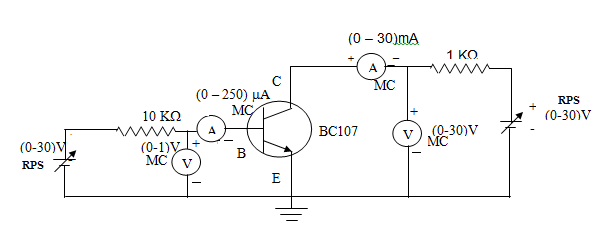 (0 – 30)mA
+ –
A
MC
1 KΩ
C
(0 – 250) µA
MC
10 KΩ
A
+ –
B
E
BC107
(0-30)V
RPS
(0-1)V
MC
+
V
–
+
V
–
(0-30)V
MC
+
-
RPS
(0-30)V